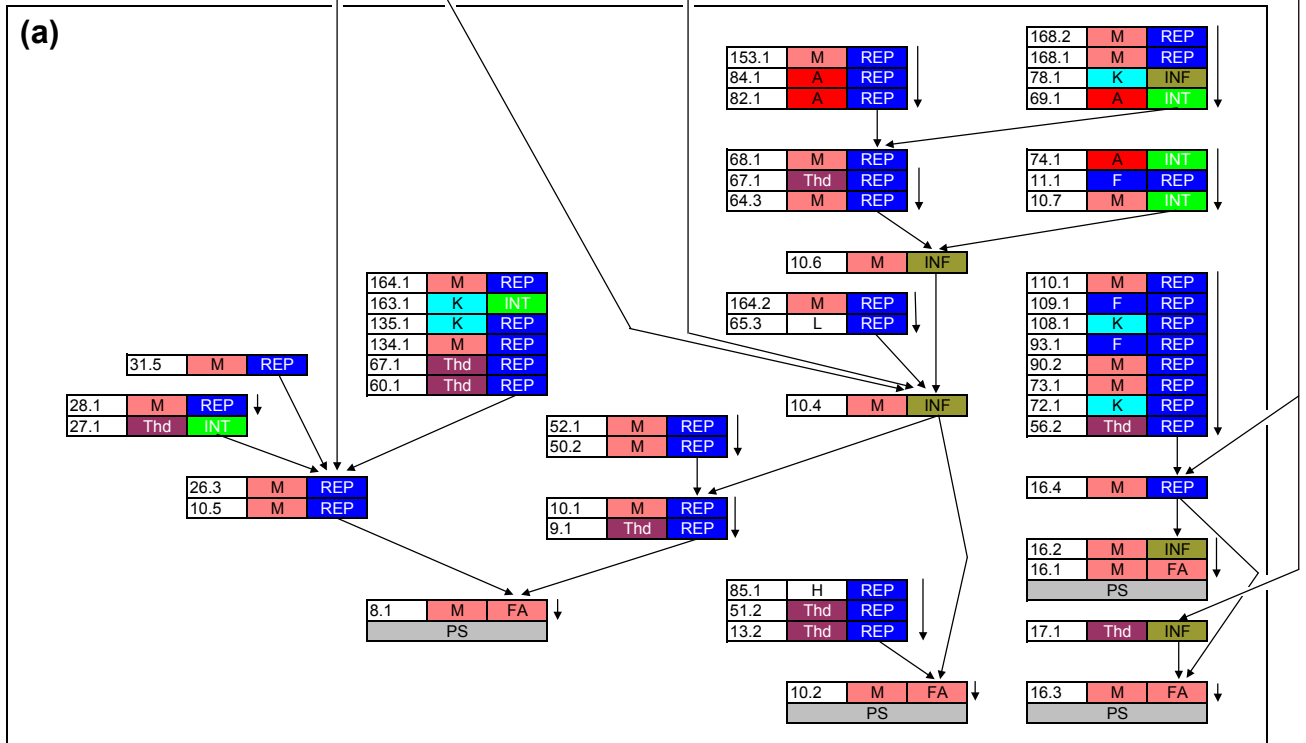 (a)
168.2 M REP
153.1 M REP
168.1 M REP
84.1 A REP
78.1 K INF
82.1 A REP
69.1 A INT
68.1 M REP
74.1 A INT
67.1 Thd REP
11.1 F REP
64.3 M REP
10.7 M INT
10.6 M INF
164.1 M REP
163.1 K INT
135.1 K REP
134.1 M REP
67.1 Thd REP
60.1 Thd REP
164.2 M REP
65.3 L REP
110.1 M REP
109.1 F REP
108.1 K REP
93.1 F REP
90.2 M REP
73.1 M REP
72.1 K REP
56.2 Thd REP
31.5 M REP
28.1 M REP
27.1 Thd INT
10.4 M INF
52.1 M REP
50.2 M REP
26.3 M REP
10.5 M REP
16.4 M REP
10.1 M REP
9.1 Thd REP
16.2 M INF
16.1 M FA
PS
85.1 H REP
51.2 Thd REP
13.2 Thd REP
8.1 M FA
PS
17.1 Thd INF
10.2 M FA
PS
16.3 M FA
PS